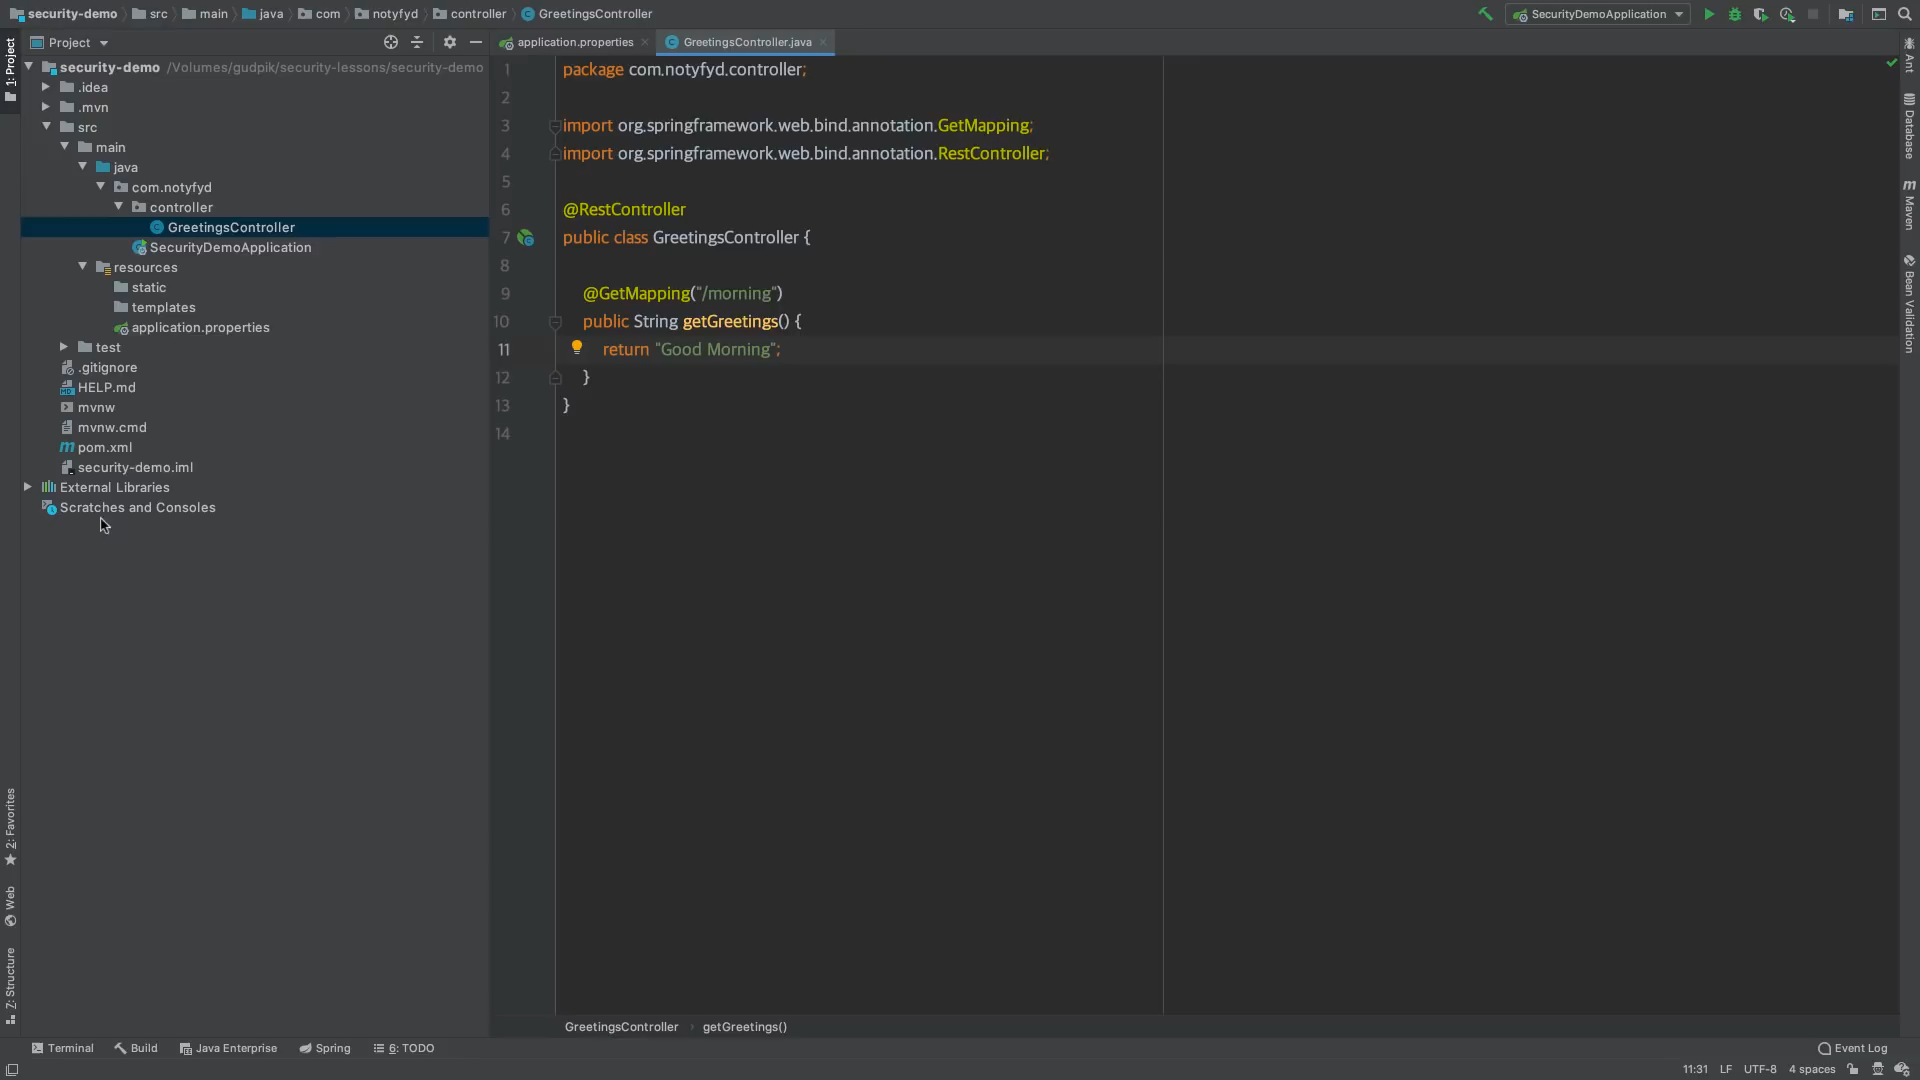 security-demo src main java com notyfyd controller GreetingsController
SecurityDemoApplication
1: Project
Project
application.properties
GreetingsController.java
security-demo /Volumes/gudpik/security-lessons/security-demo
.idea
.mvn
src
main
java
com.notyfyd
controller
GreetingsController
SecurityDemoApplication
resources
static
templates
application.properties
test
.gitignore
HELP.md
mvnw
mvnw.cmd
pom.xml
security-demo.iml
External Libraries
Scratches and Consoles
1 package com.notyfyd.controller;
2
3 import org.springframework.web.bind.annotation.GetMapping;
4 import org.springframework.web.bind.annotation.RestController;
5
6 @RestController
7 public class GreetingsController {
8
9 @GetMapping("/morning")
10 public String getGreetings() {
11 return "Good Morning";
12 }
13 }
14
Ant
Database
Maven
Bean Validation
2: Favorites
Web
7: Structure
GreetingsController › getGreetings()
Terminal Build Java Enterprise Spring 6: TODO
Event Log
11:31 LF UTF-8 4 spaces